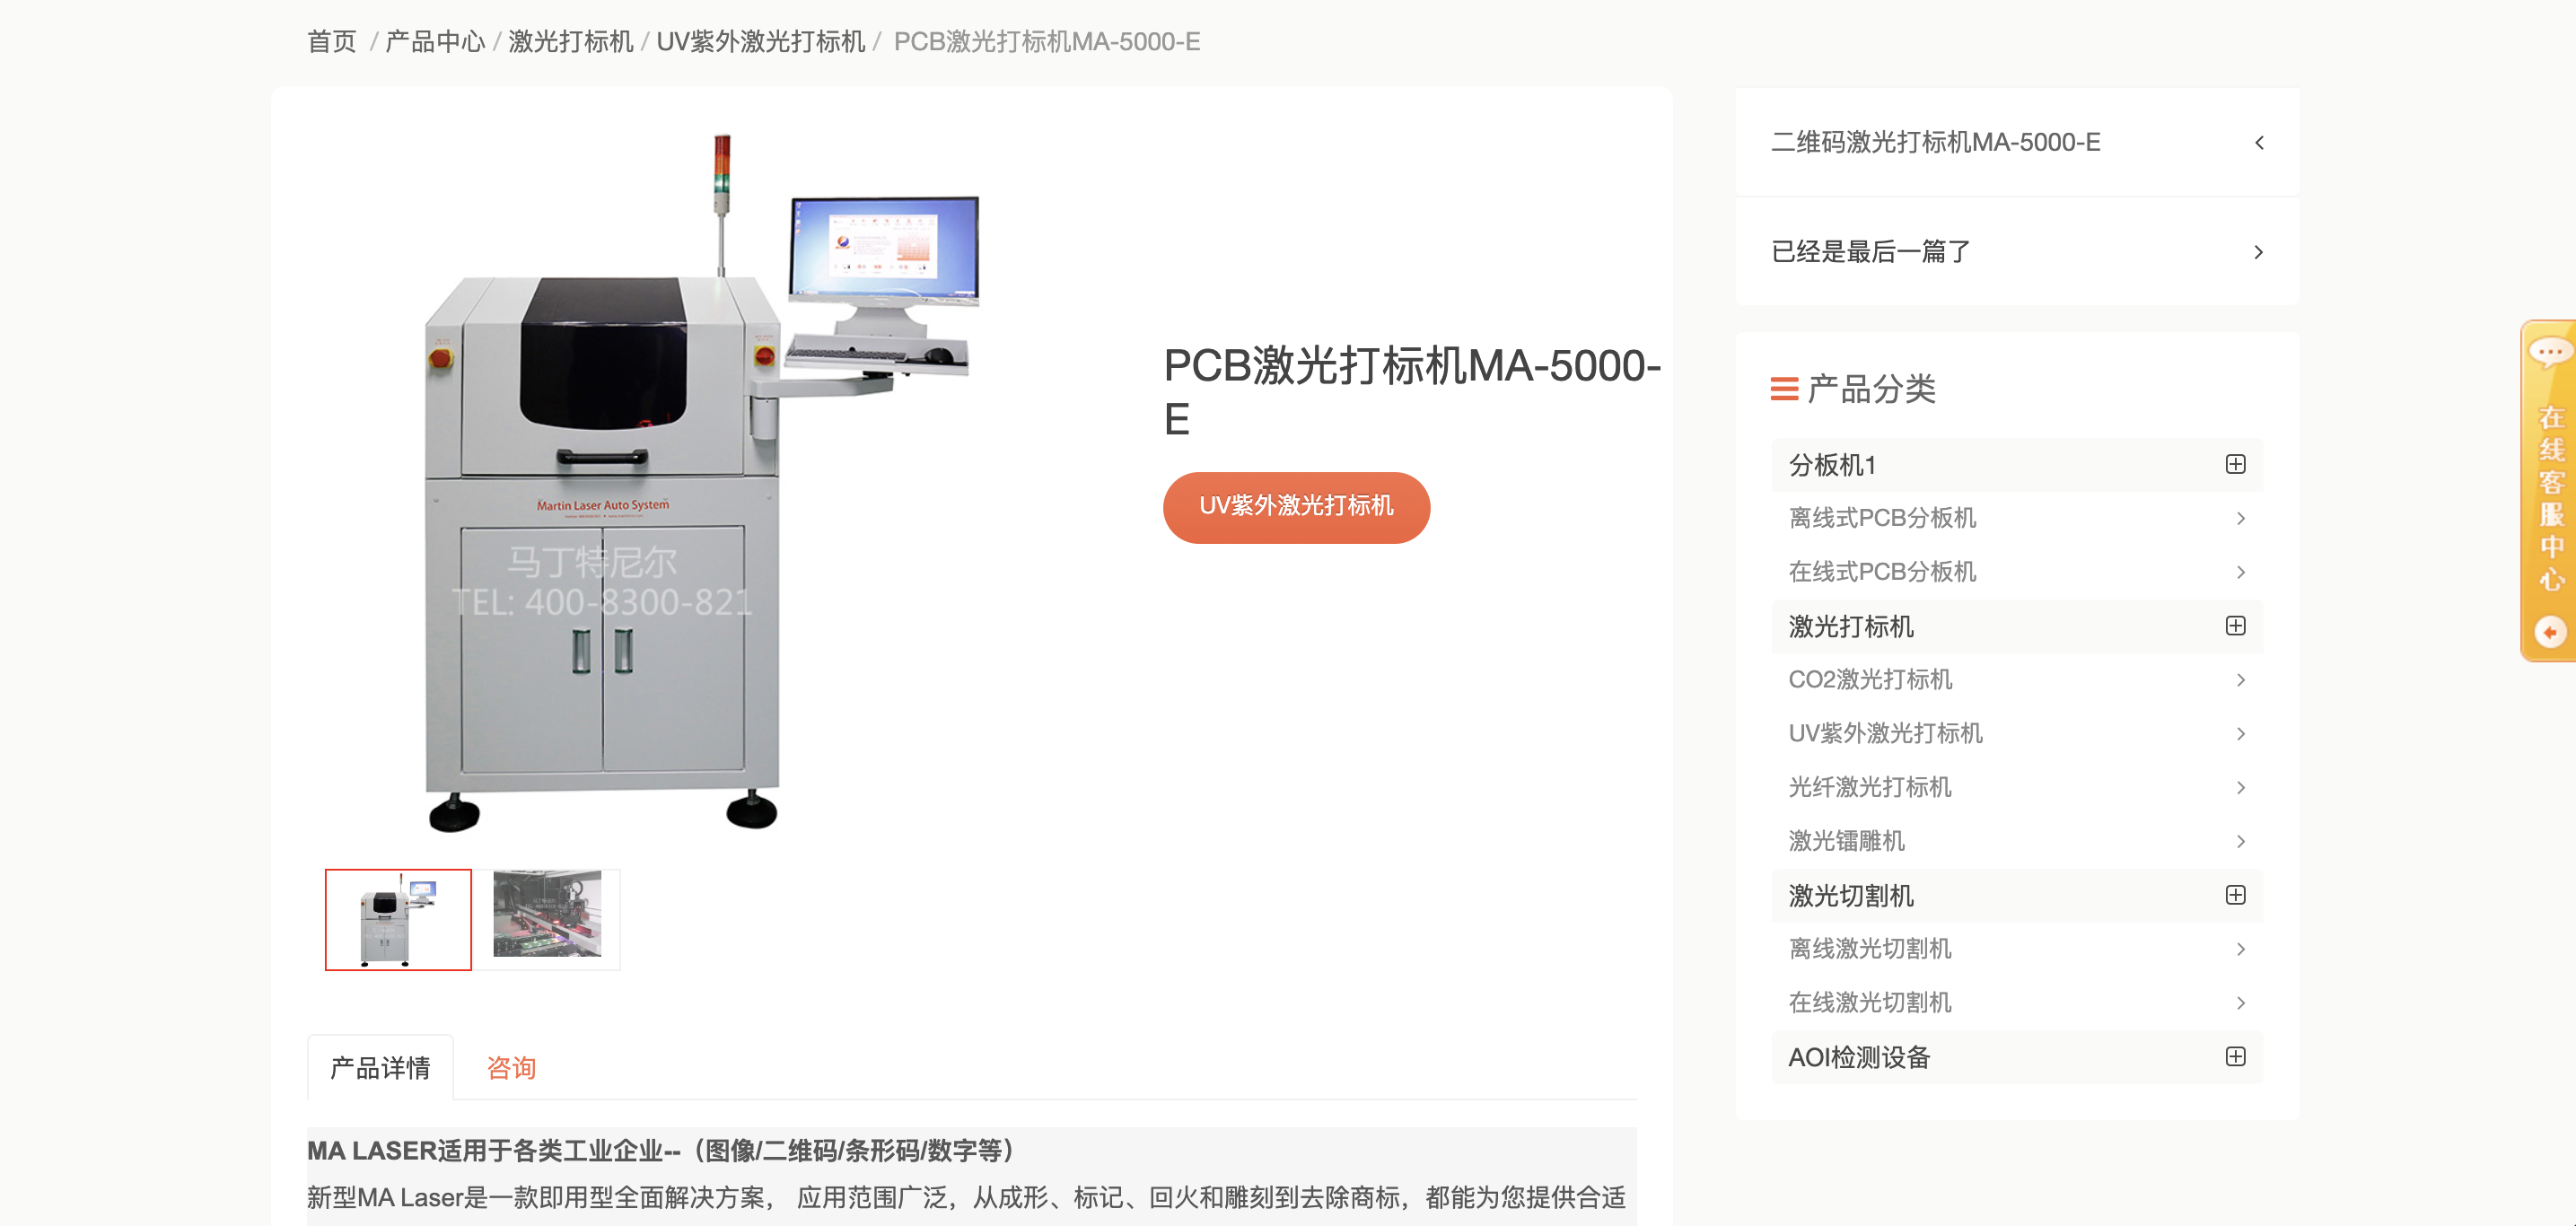 首页 / 产品中心 / 激光打标机 / UV紫外激光打标机 / PCB激光打标机MA-5000-E
Martin Laser Auto System
马丁特尼尔
TEL: 400-8300-821
PCB激光打标机MA-5000-
E
UV紫外激光打标机
产品详情
咨询
MA LASER适用于各类工业企业--（图像/二维码/条形码/数字等）
新型MA Laser是一款即用型全面解决方案， 应用范围广泛，从成形、标记、回火和雕刻到去除商标，都能为您提供合适
二维码激光打标机MA-5000-E
已经是最后一篇了
产品分类
分板机1
离线式PCB分板机
在线式PCB分板机
激光打标机
CO2激光打标机
UV紫外激光打标机
光纤激光打标机
激光镭雕机
激光切割机
离线激光切割机
在线激光切割机
AOI检测设备
在线客服中心